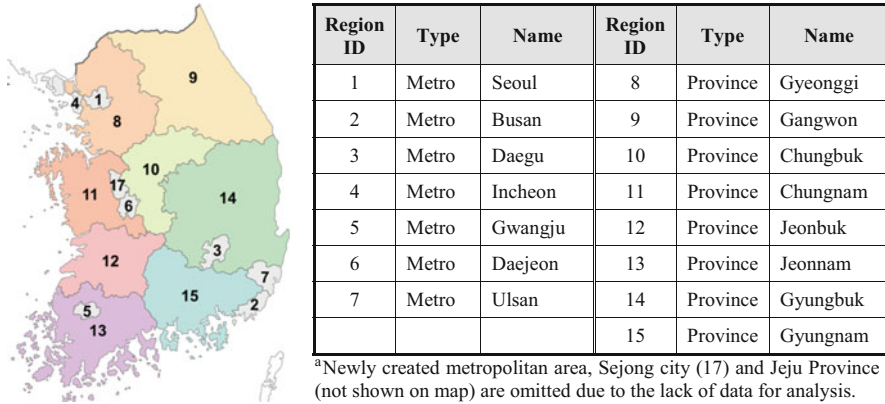 9
4
1
8
10
17
11
6
14
3
12
7
15
2
5
13
Region ID Type Name Region ID Type Name
1 Metro Seoul 8 Province Gyeonggi
2 Metro Busan 9 Province Gangwon
3 Metro Daegu 10 Province Chungbuk
4 Metro Incheon 11 Province Chungnam
5 Metro Gwangju 12 Province Jeonbuk
6 Metro Daejeon 13 Province Jeonnam
7 Metro Ulsan 14 Province Gyungbuk
15 Province Gyungnam
aNewly created metropolitan area, Sejong city (17) and Jeju Province
(not shown on map) are omitted due to the lack of data for analysis.